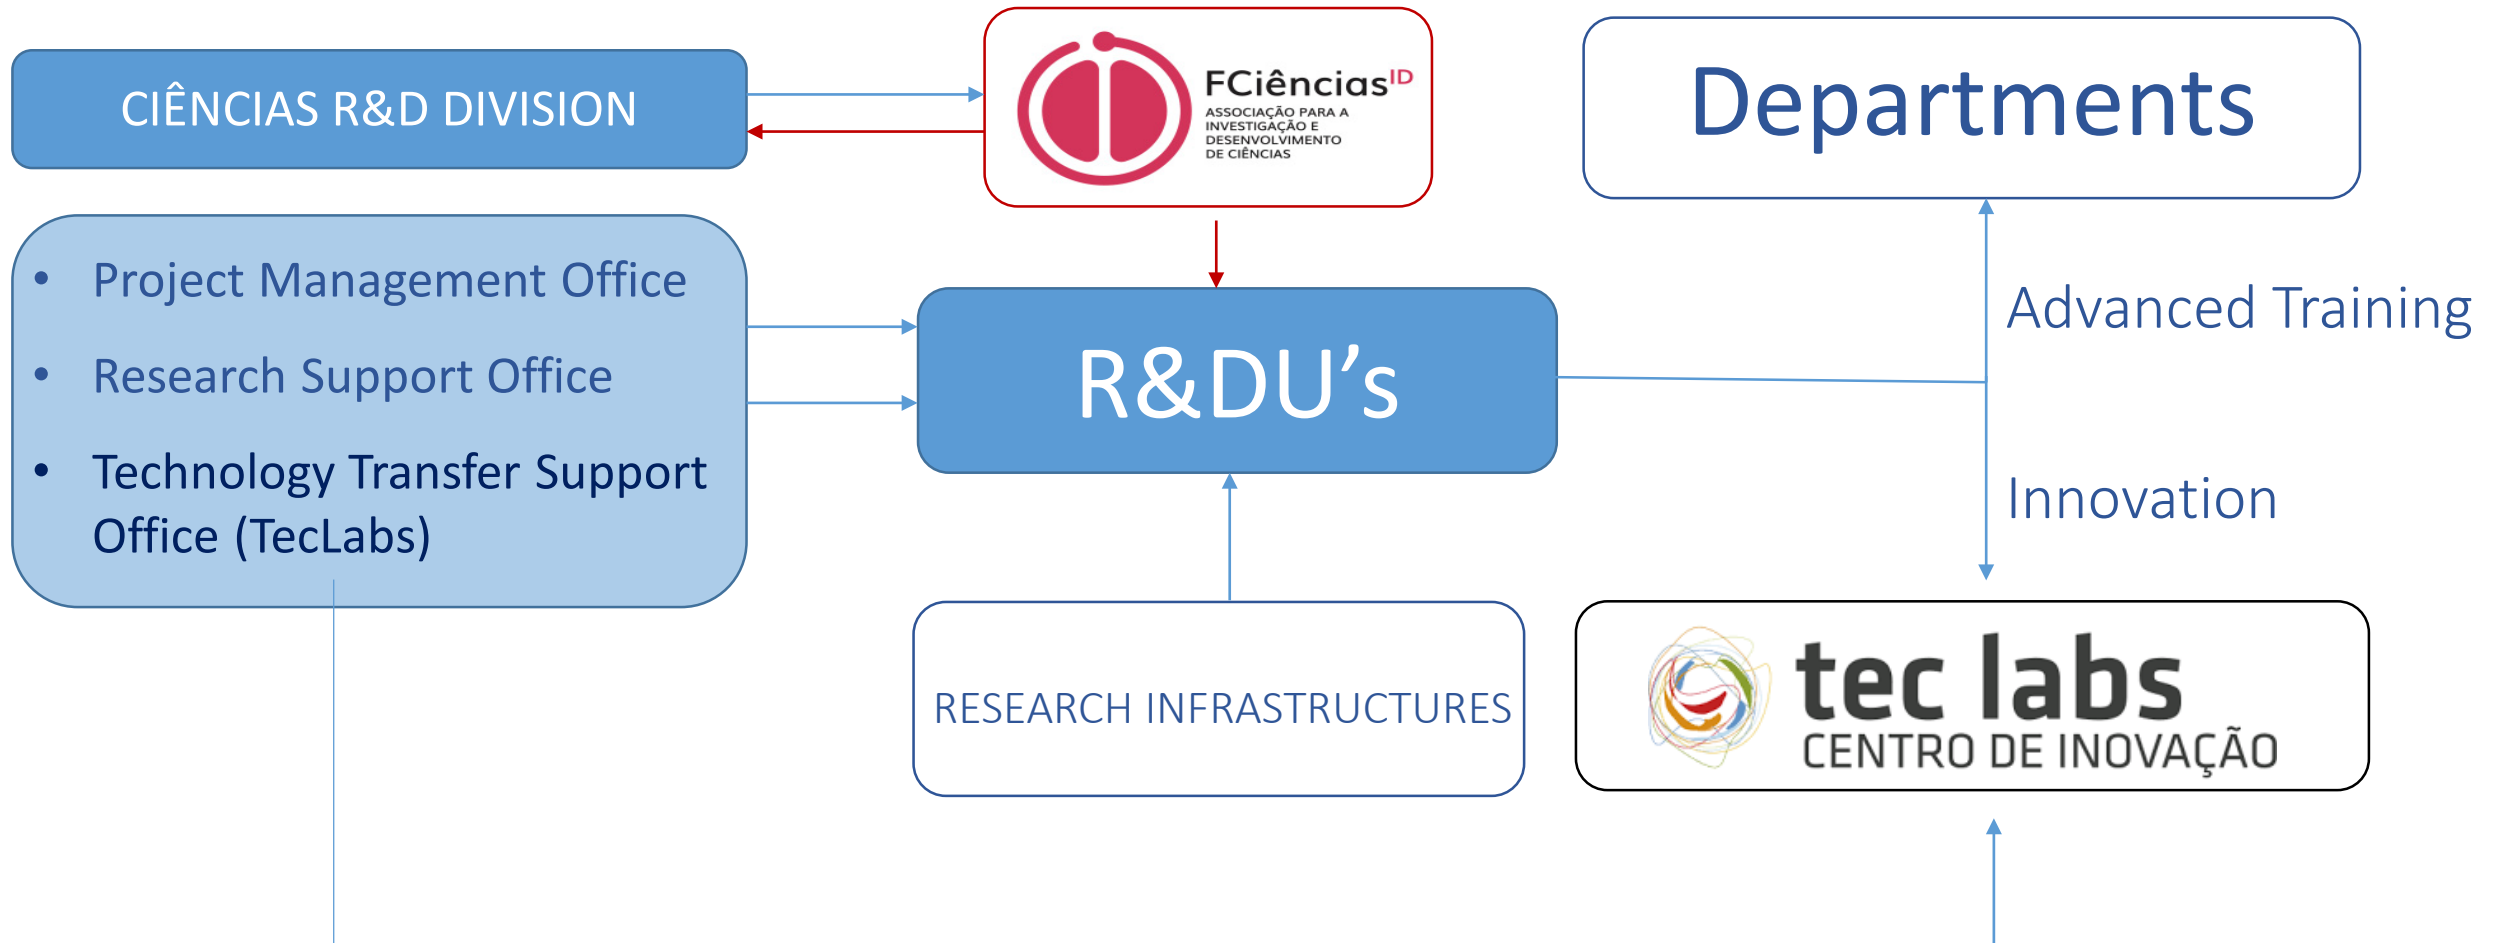 CIÊNCIAS R&D DIVISION
FCiênciasID
ASSOCIAÇÃO PARA A
INVESTIGAÇÃO E
DESENVOLVIMENTO
DE CIÊNCIAS
Departments
• Project Management Office
• Research Support Office
• Technology Transfer Support
Office (TecLabs)
R&DU’s
Advanced Training
Innovation
RESEARCH INFRASTRUCTURES
tec labs
CENTRO DE INOVAÇÃO